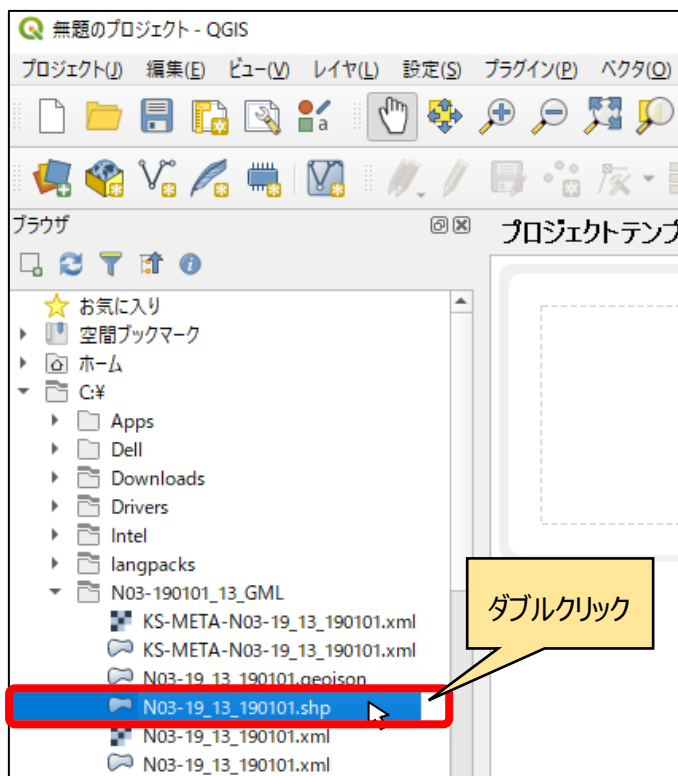 無題のプロジェクト - QGIS
プロジェクト(J) 編集(E) ビュー(V) レイヤ(L) 設定(S) プラグイン(P) ベクタ(O)
a
ブラウザ
プロジェクトテンプ
お気に入り
空間ブックマーク
ホーム
C:¥
Apps
Dell
Downloads
Drivers
Intel
langpacks
N03-190101_13_GML
KS-META-N03-19_13_190101.xml
KS-META-N03-19_13_190101.xml
N03-19_13_190101.geojson
N03-19_13_190101.shp
N03-19_13_190101.xml
N03-19_13_190101.xml
ダブルクリック